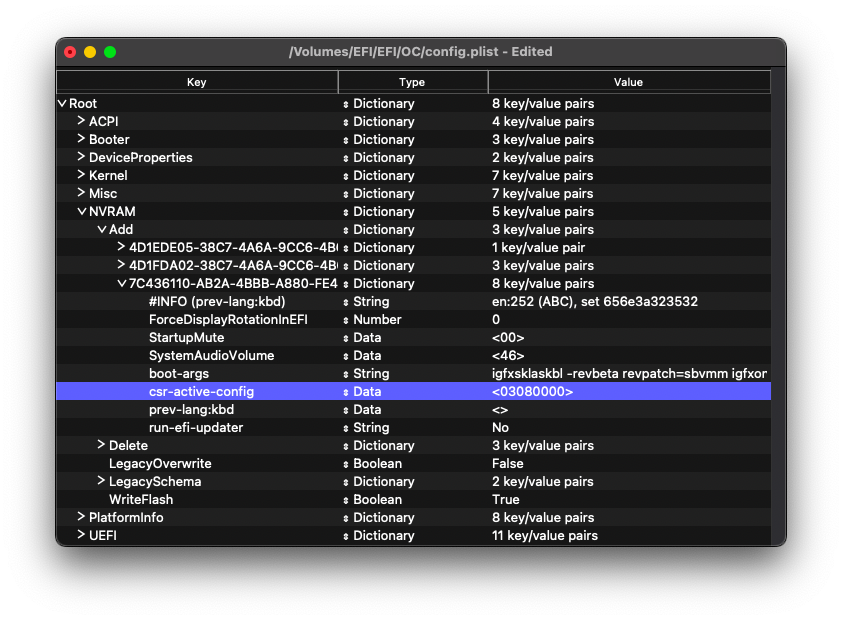 /Volumes/EFI/EFI/OC/config.plist - Edited
Key Type Value
Root Dictionary 8 key/value pairs
ACPI Dictionary 4 key/value pairs
Booter Dictionary 3 key/value pairs
DeviceProperties Dictionary 2 key/value pairs
Kernel Dictionary 7 key/value pairs
Misc Dictionary 7 key/value pairs
NVRAM Dictionary 5 key/value pairs
Add Dictionary 3 key/value pairs
4D1EDE05-38C7-4A6A-9CC6-4B Dictionary 1 key/value pair
4D1FDA02-38C7-4A6A-9CC6-4B Dictionary 3 key/value pairs
7C436110-AB2A-4BBB-A880-FE4 Dictionary 8 key/value pairs
#INFO (prev-lang:kbd) String en:252 (ABC), set 656e3a323532
ForceDisplayRotationInEFI Number 0
StartupMute Data <00>
SystemAudioVolume Data <46>
boot-args String igfxsklaskbl -revbeta revpatch=sbvmm
csr-active-config Data <03080000>
prev-lang:kbd Data <>
run-efi-updater String No
Delete Dictionary 3 key/value pairs
LegacyOverwrite Boolean False
LegacySchema Dictionary 2 key/value pairs
WriteFlash Boolean True
PlatformInfo Dictionary 8 key/value pairs
UEFI Dictionary 11 key/value pairs